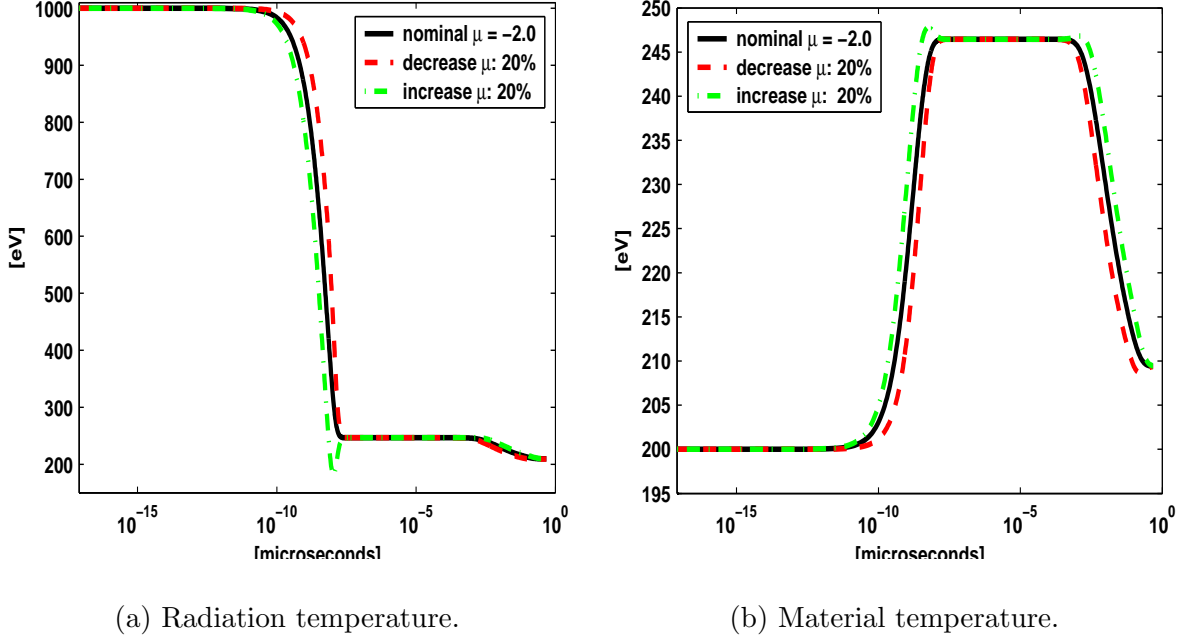 1000
900
800
700
600
500
400
300
200
[eV]
nominal μ = −2.0
decrease μ: 20%
increase μ: 20%
10^−15
10^−10
10^−5
10^0
[microseconds]
(a) Radiation temperature.
250
245
240
235
230
225
220
215
210
205
200
195
[eV]
nominal μ = −2.0
decrease μ: 20%
increase μ: 20%
10^−15
10^−10
10^−5
10^0
[microseconds]
(b) Material temperature.